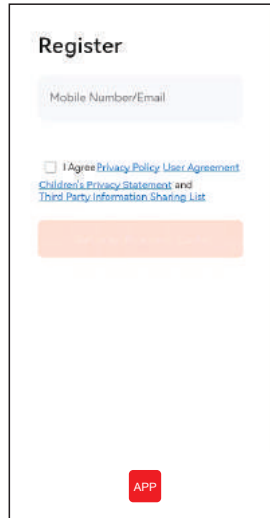 Register
Mobile Number/Email
I Agree Privacy Policy User Agreement
Children's Privacy Statement and
Third Party Information Sharing List
APP